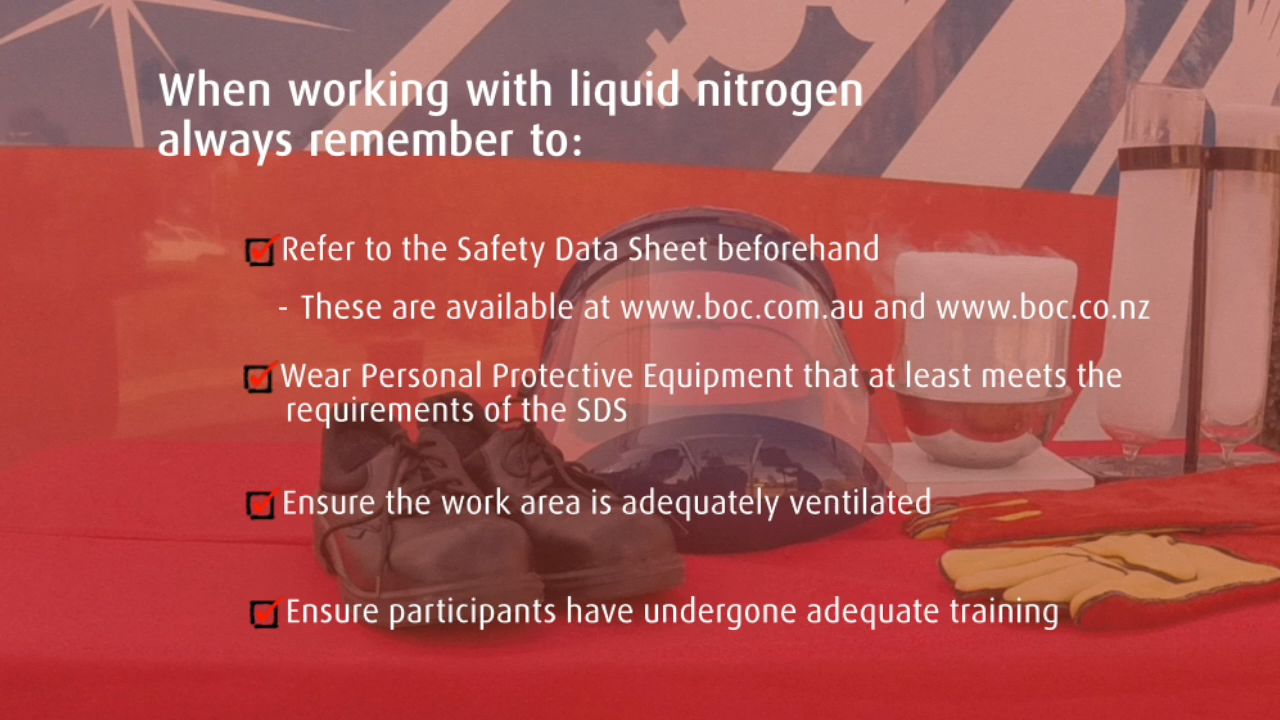 When working with liquid nitrogen
always remember to:
Refer to the Safety Data Sheet beforehand
- These are available at www.boc.com.au and www.boc.co.nz
Wear Personal Protective Equipment that at least meets the
requirements of the SDS
Ensure the work area is adequately ventilated
Ensure participants have undergone adequate training